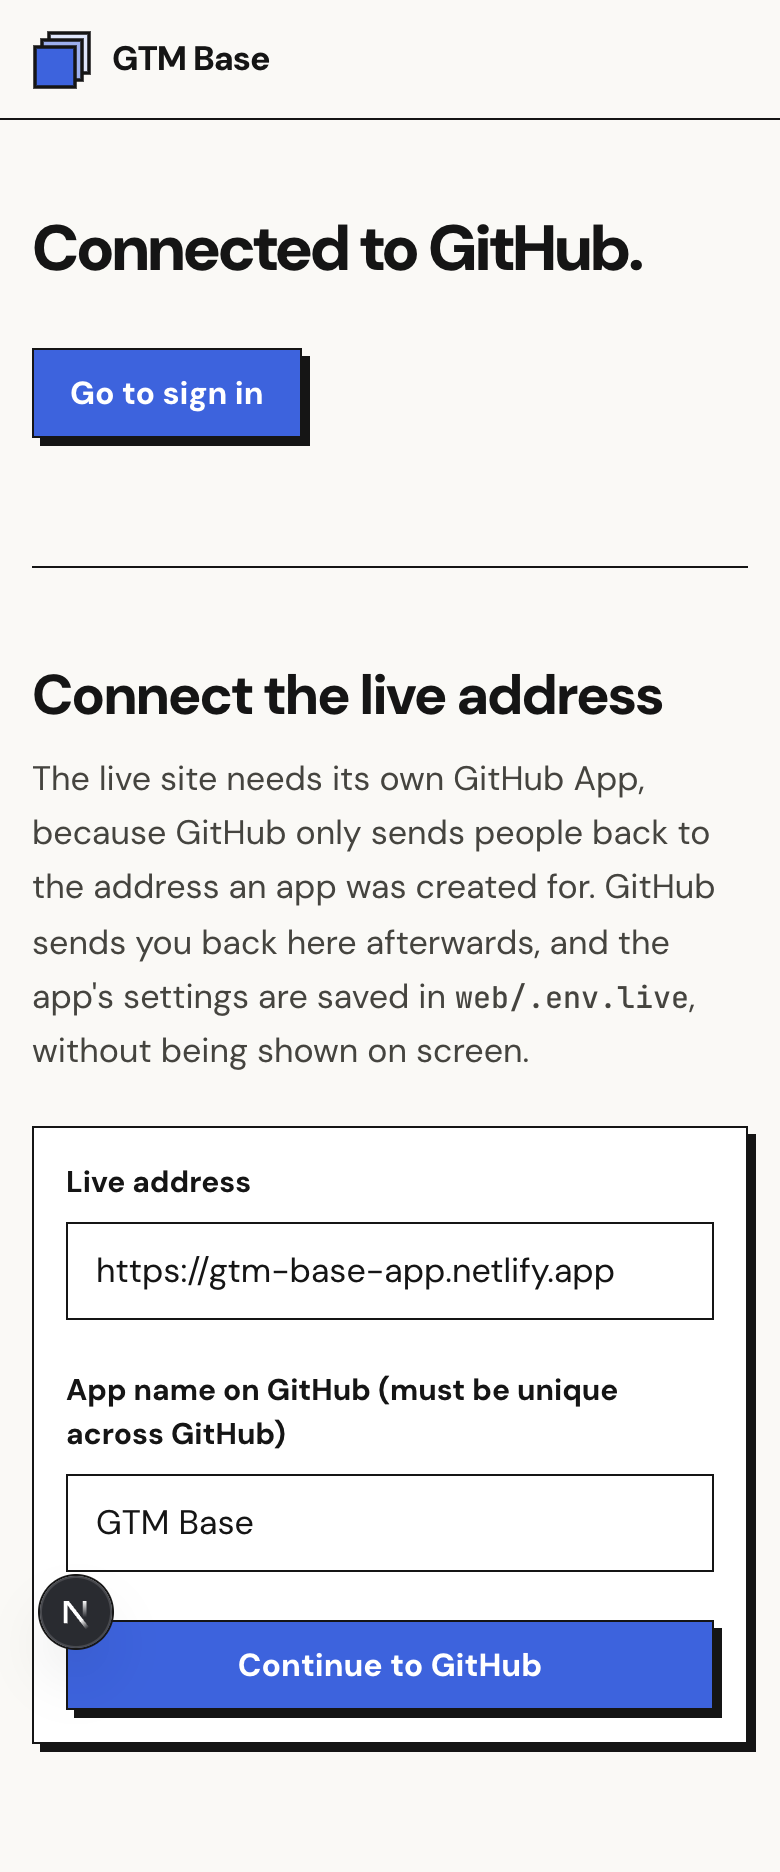 GTM Base
Connected to GitHub.
Go to sign in
Connect the live address
The live site needs its own GitHub App,
because GitHub only sends people back to
the address an app was created for. GitHub
sends you back here afterwards, and the
app's settings are saved in web/.env.live,
without being shown on screen.
Live address
https://gtm-base-app.netlify.app
App name on GitHub (must be unique
across GitHub)
GTM Base
N
Continue to GitHub